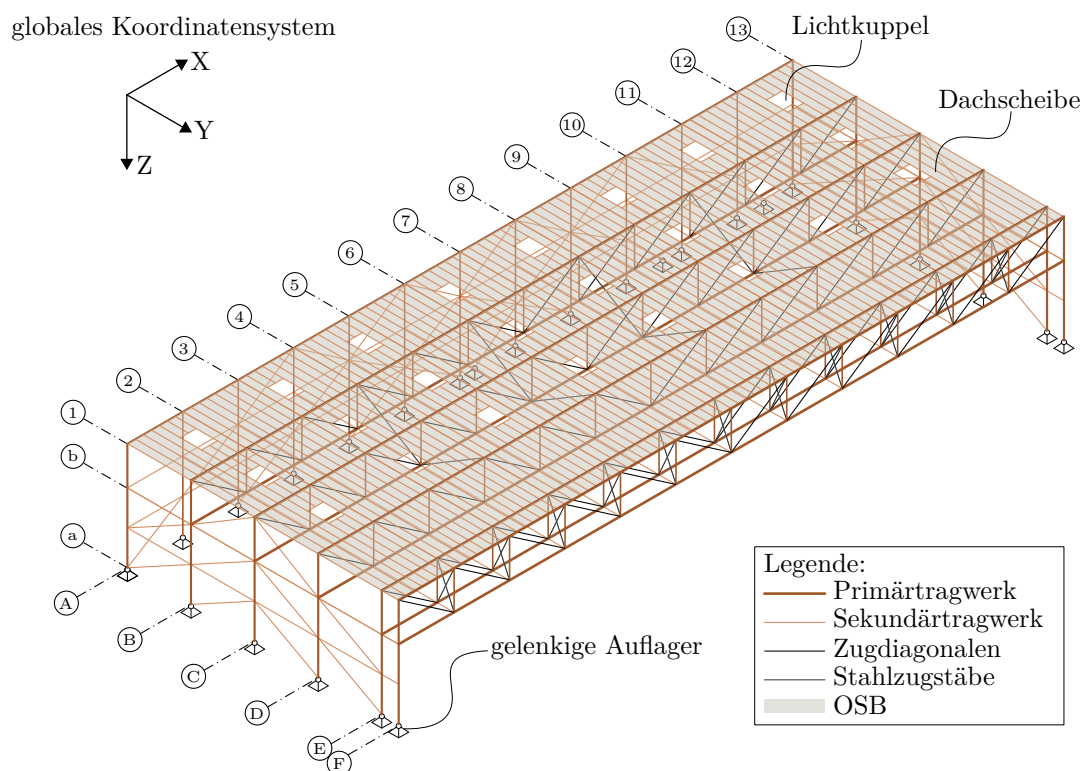 globales Koordinatensystem
X
Y
Z
Lichtkuppel
Dachscheibe
13
12
11
10
9
8
7
6
5
4
3
2
1
b
a
A
B
C
D
E
F
gelenkige Auflager
Legende:
Primärtragwerk
Sekundärtragwerk
Zugdiagonalen
Stahlzugstäbe
OSB